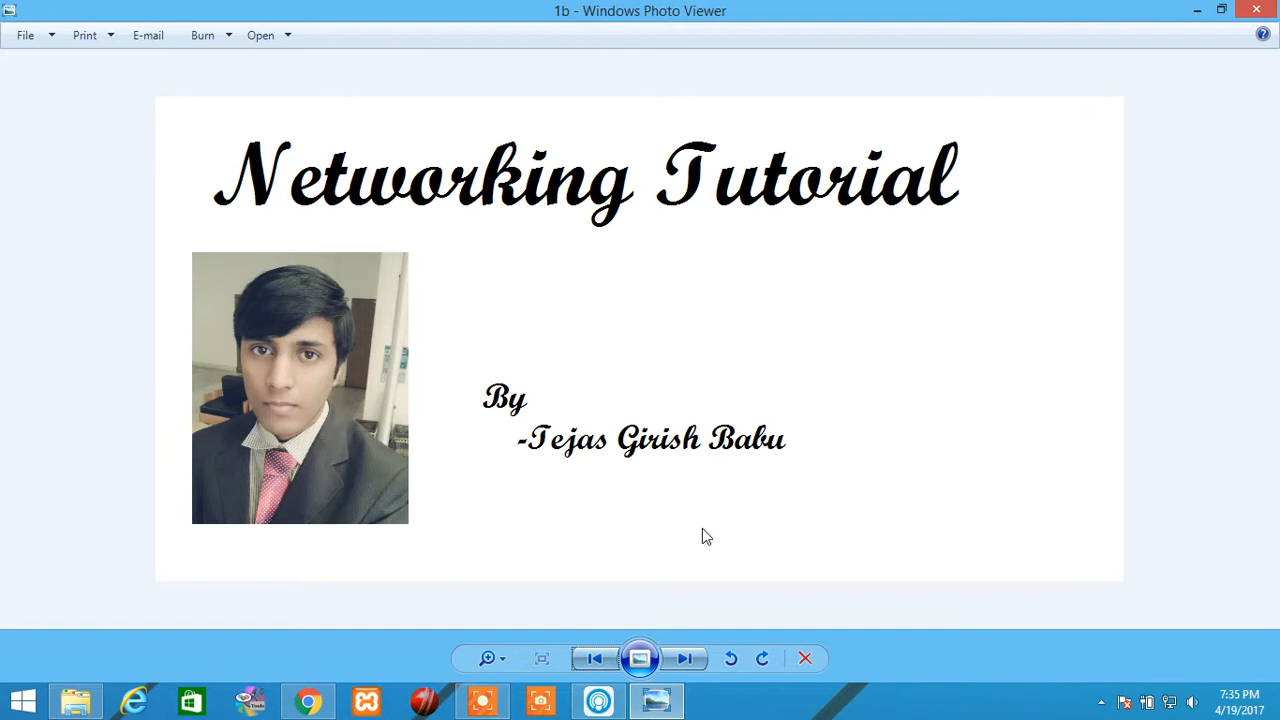 1b - Windows Photo Viewer
File Print E-mail Burn Open
Networking Tutorial
By
-Tejas Girish Babu
7:35 PM
4/19/2017